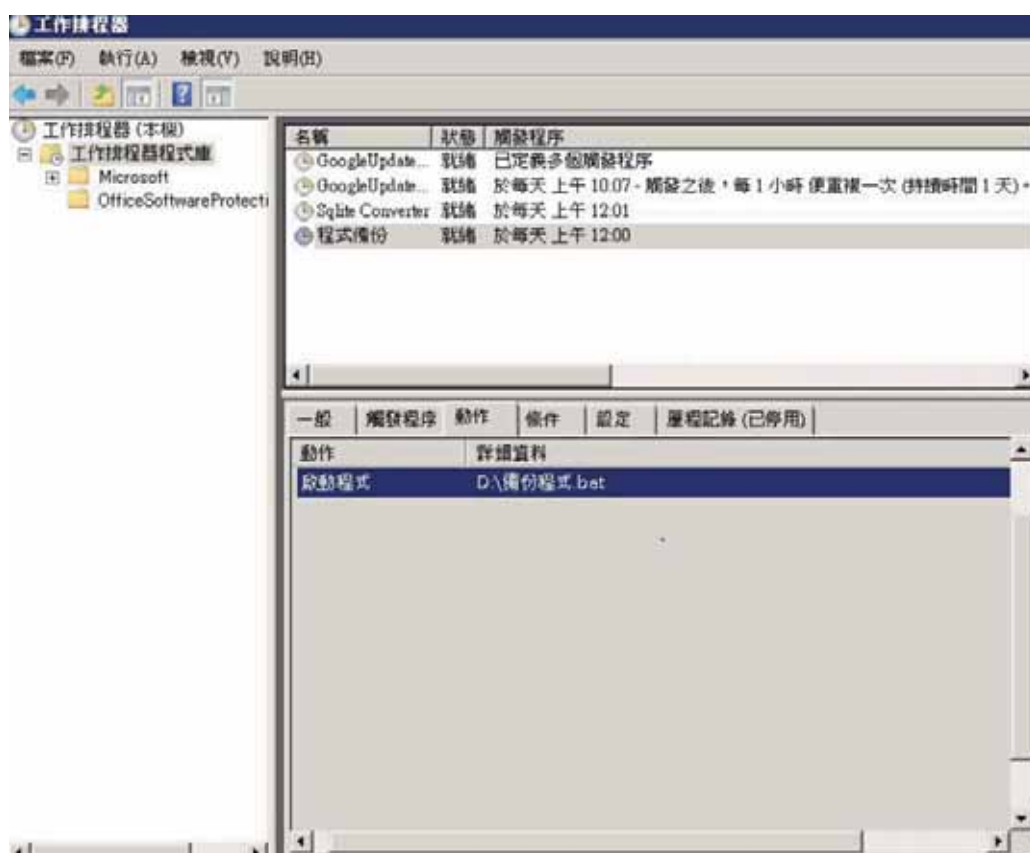 工作排程器
檔案(F) 執行(A) 檢視(V) 說明(H)
工作排程器 (本機)
工作排程器程式庫
Microsoft
OfficeSoftwareProtecti
名稱 狀態 觸發程序
GoogleUpdate... 就緒 已定義多個觸發程序
GoogleUpdate... 就緒 於每天 上午 10:07 - 觸發之後，每 1 小時 便重複一次 (持續時間 1 天)。
Sqlite Converter 就緒 於每天 上午 12:01
程式備份 就緒 於每天 上午 12:00
一般 觸發程序 動作 條件 設定 歷程記錄 (已停用)
動作 詳細資料
啟動程式 D:\備份程式.bat